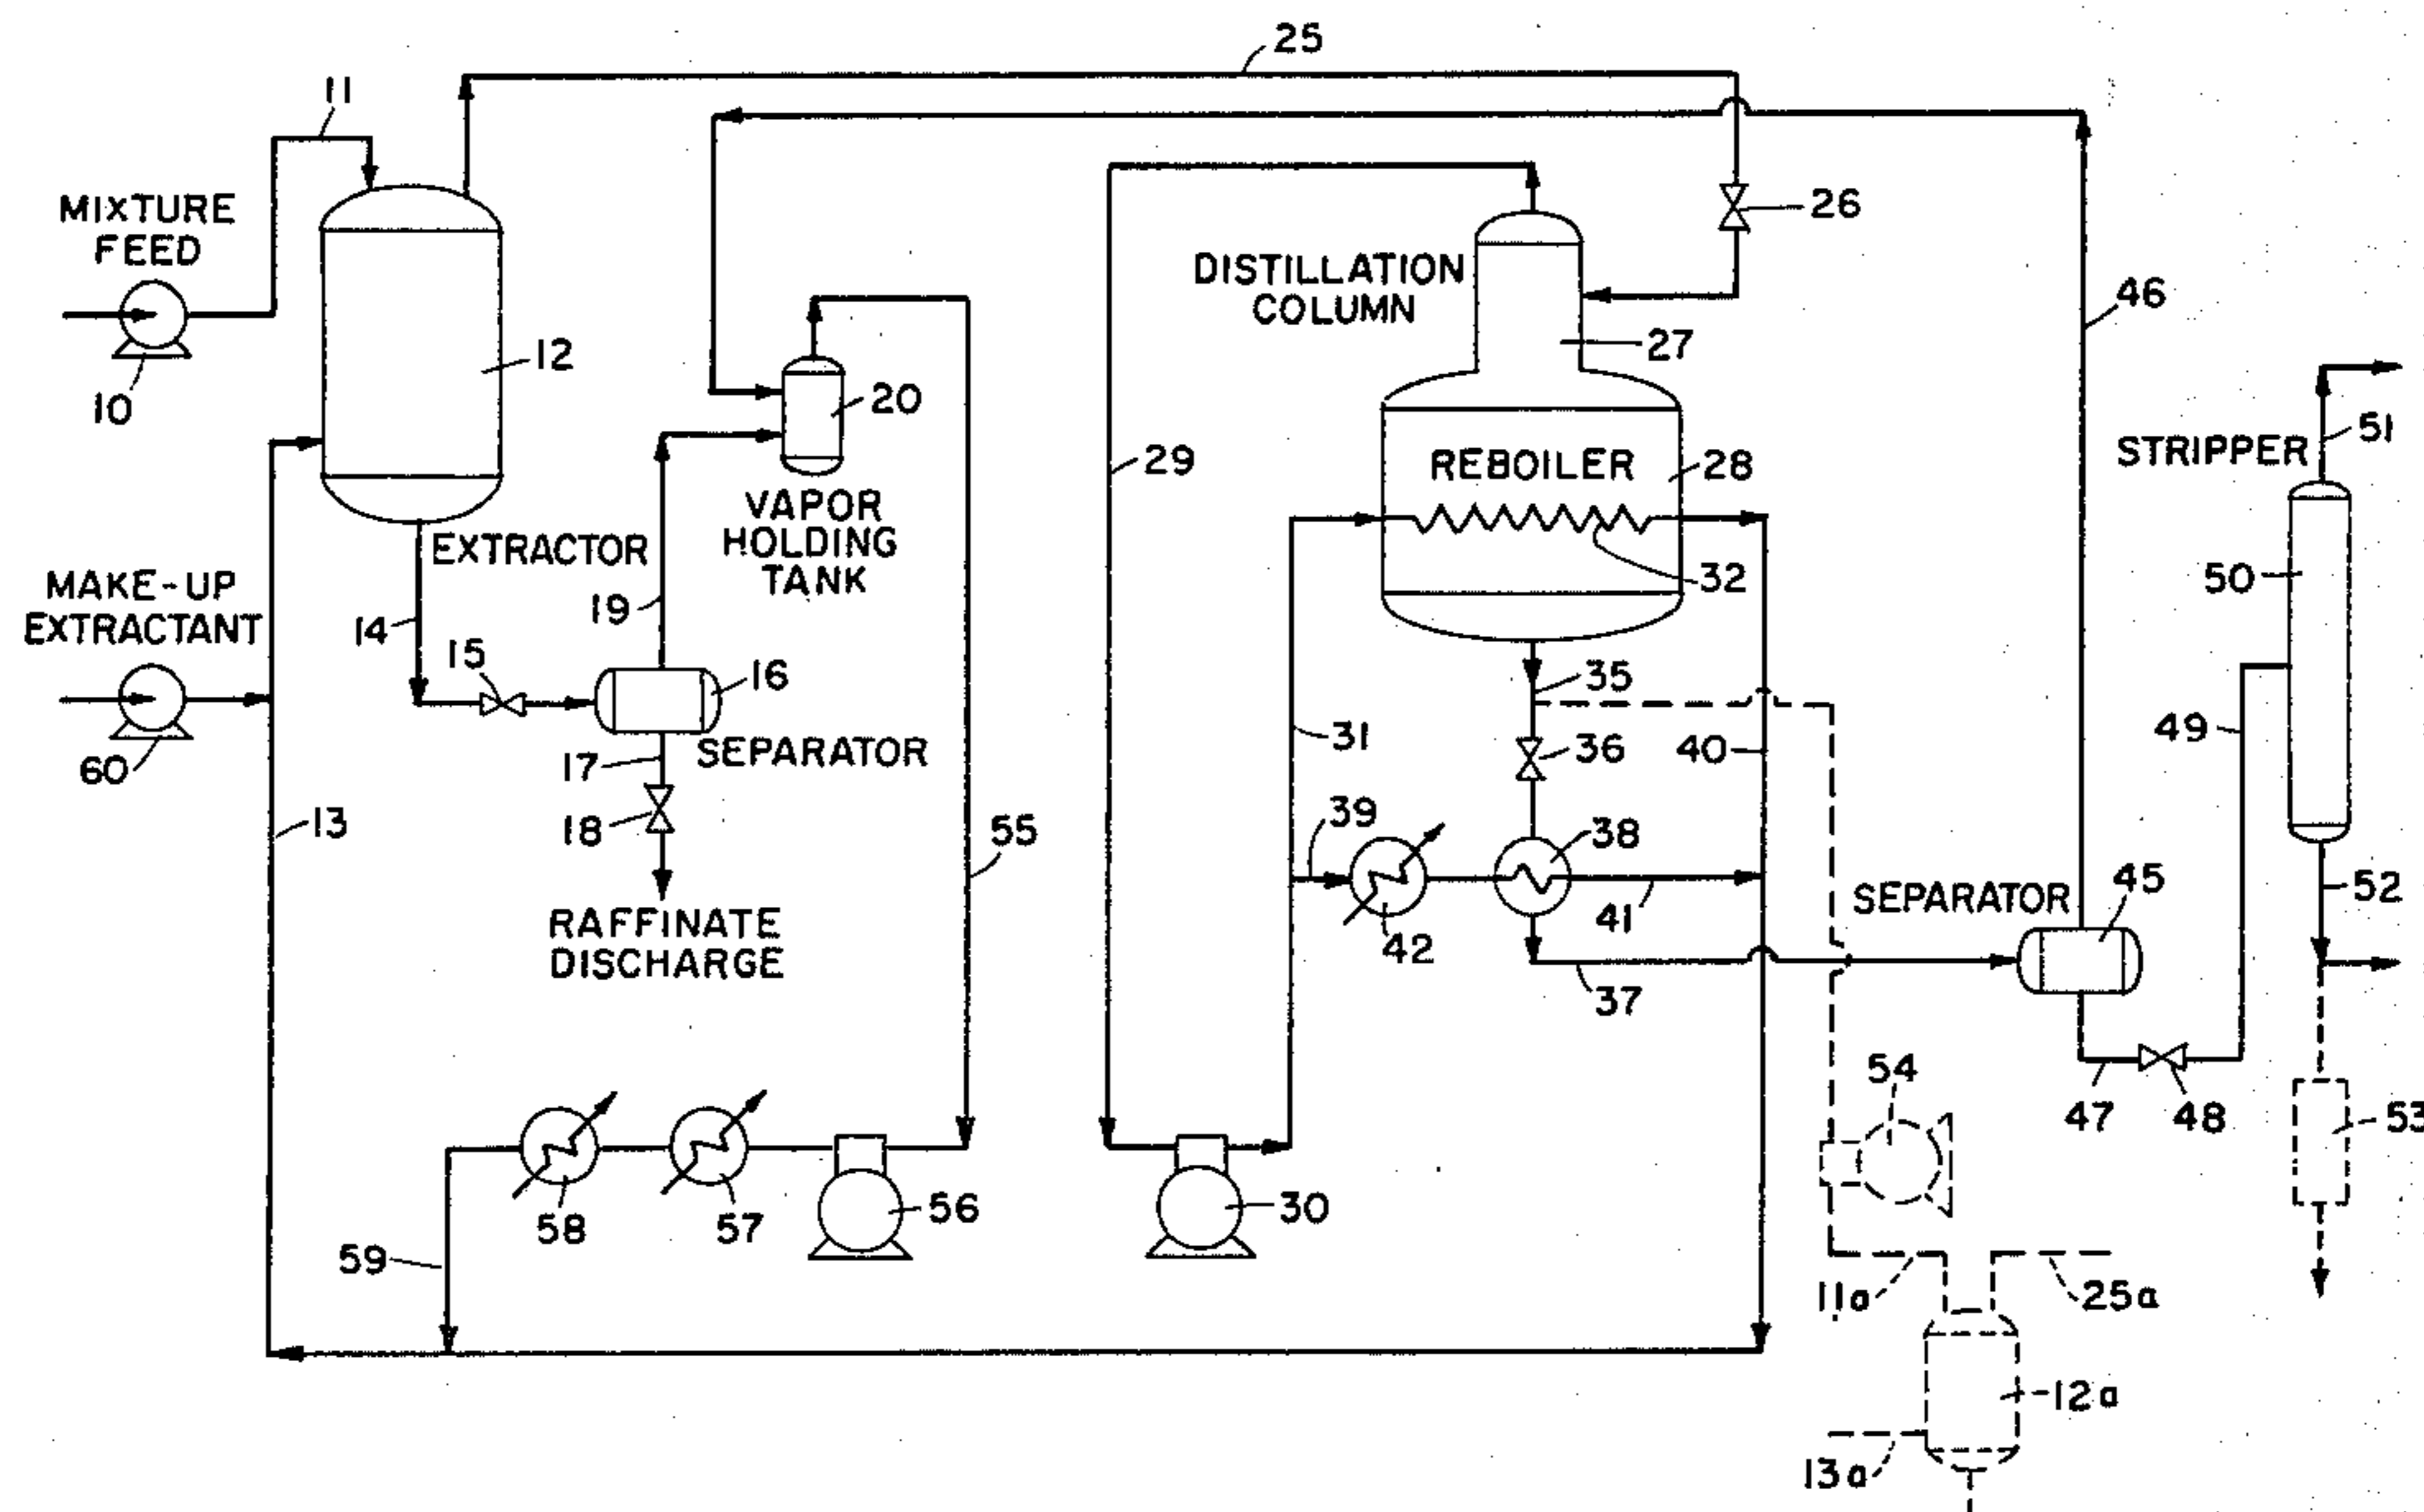 25
11
MIXTURE
FEED
10
12
26
DISTILLATION
COLUMN
27
46
20
VAPOR
HOLDING
TANK
29
REBOILER
28
32
STRIPPER
51
50
EXTRACTOR
MAKE-UP
EXTRACTANT
14
15
19
16
SEPARATOR
17
18
RAFFINATE
DISCHARGE
60
13
55
31
35
36
40
39
38
42
41
37
SEPARATOR
45
49
52
47
48
53
54
58
57
56
30
59
11a
25a
12a
13a